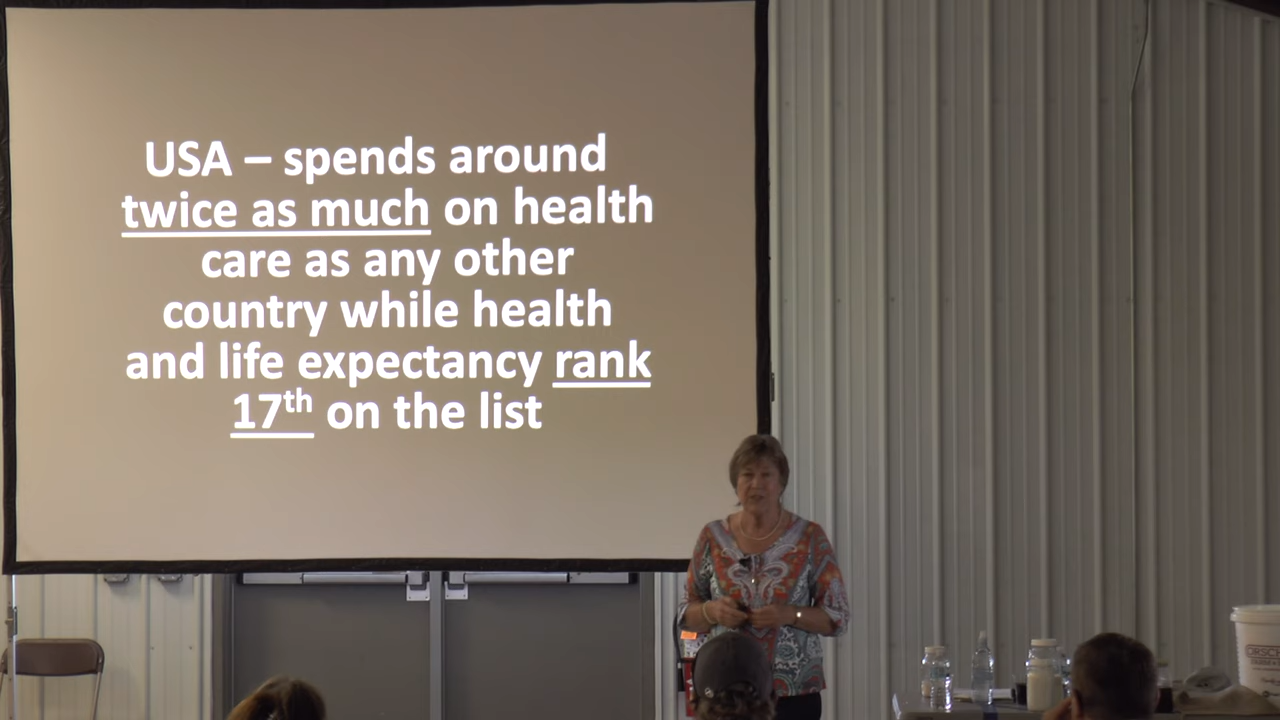 USA – spends around
twice as much on health
care as any other
country while health
and life expectancy rank
17th on the list